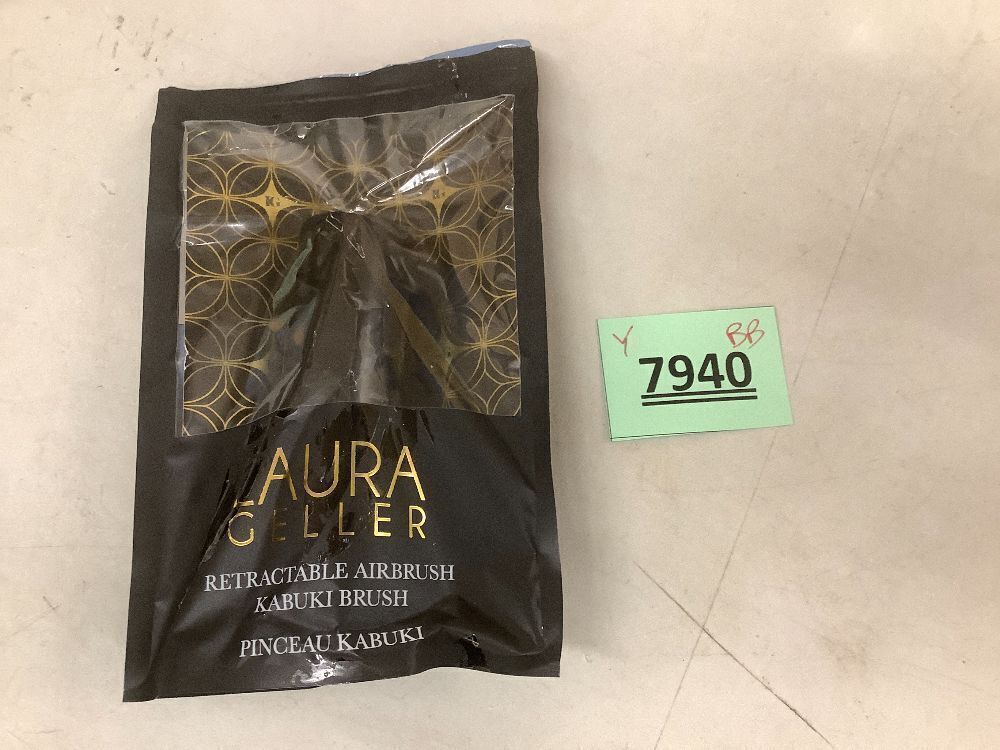 LAURA
GELLER
RETRACTABLE AIRBRUSH
KABUKI BRUSH
PINCEAU KABUKI
Y BB
7940